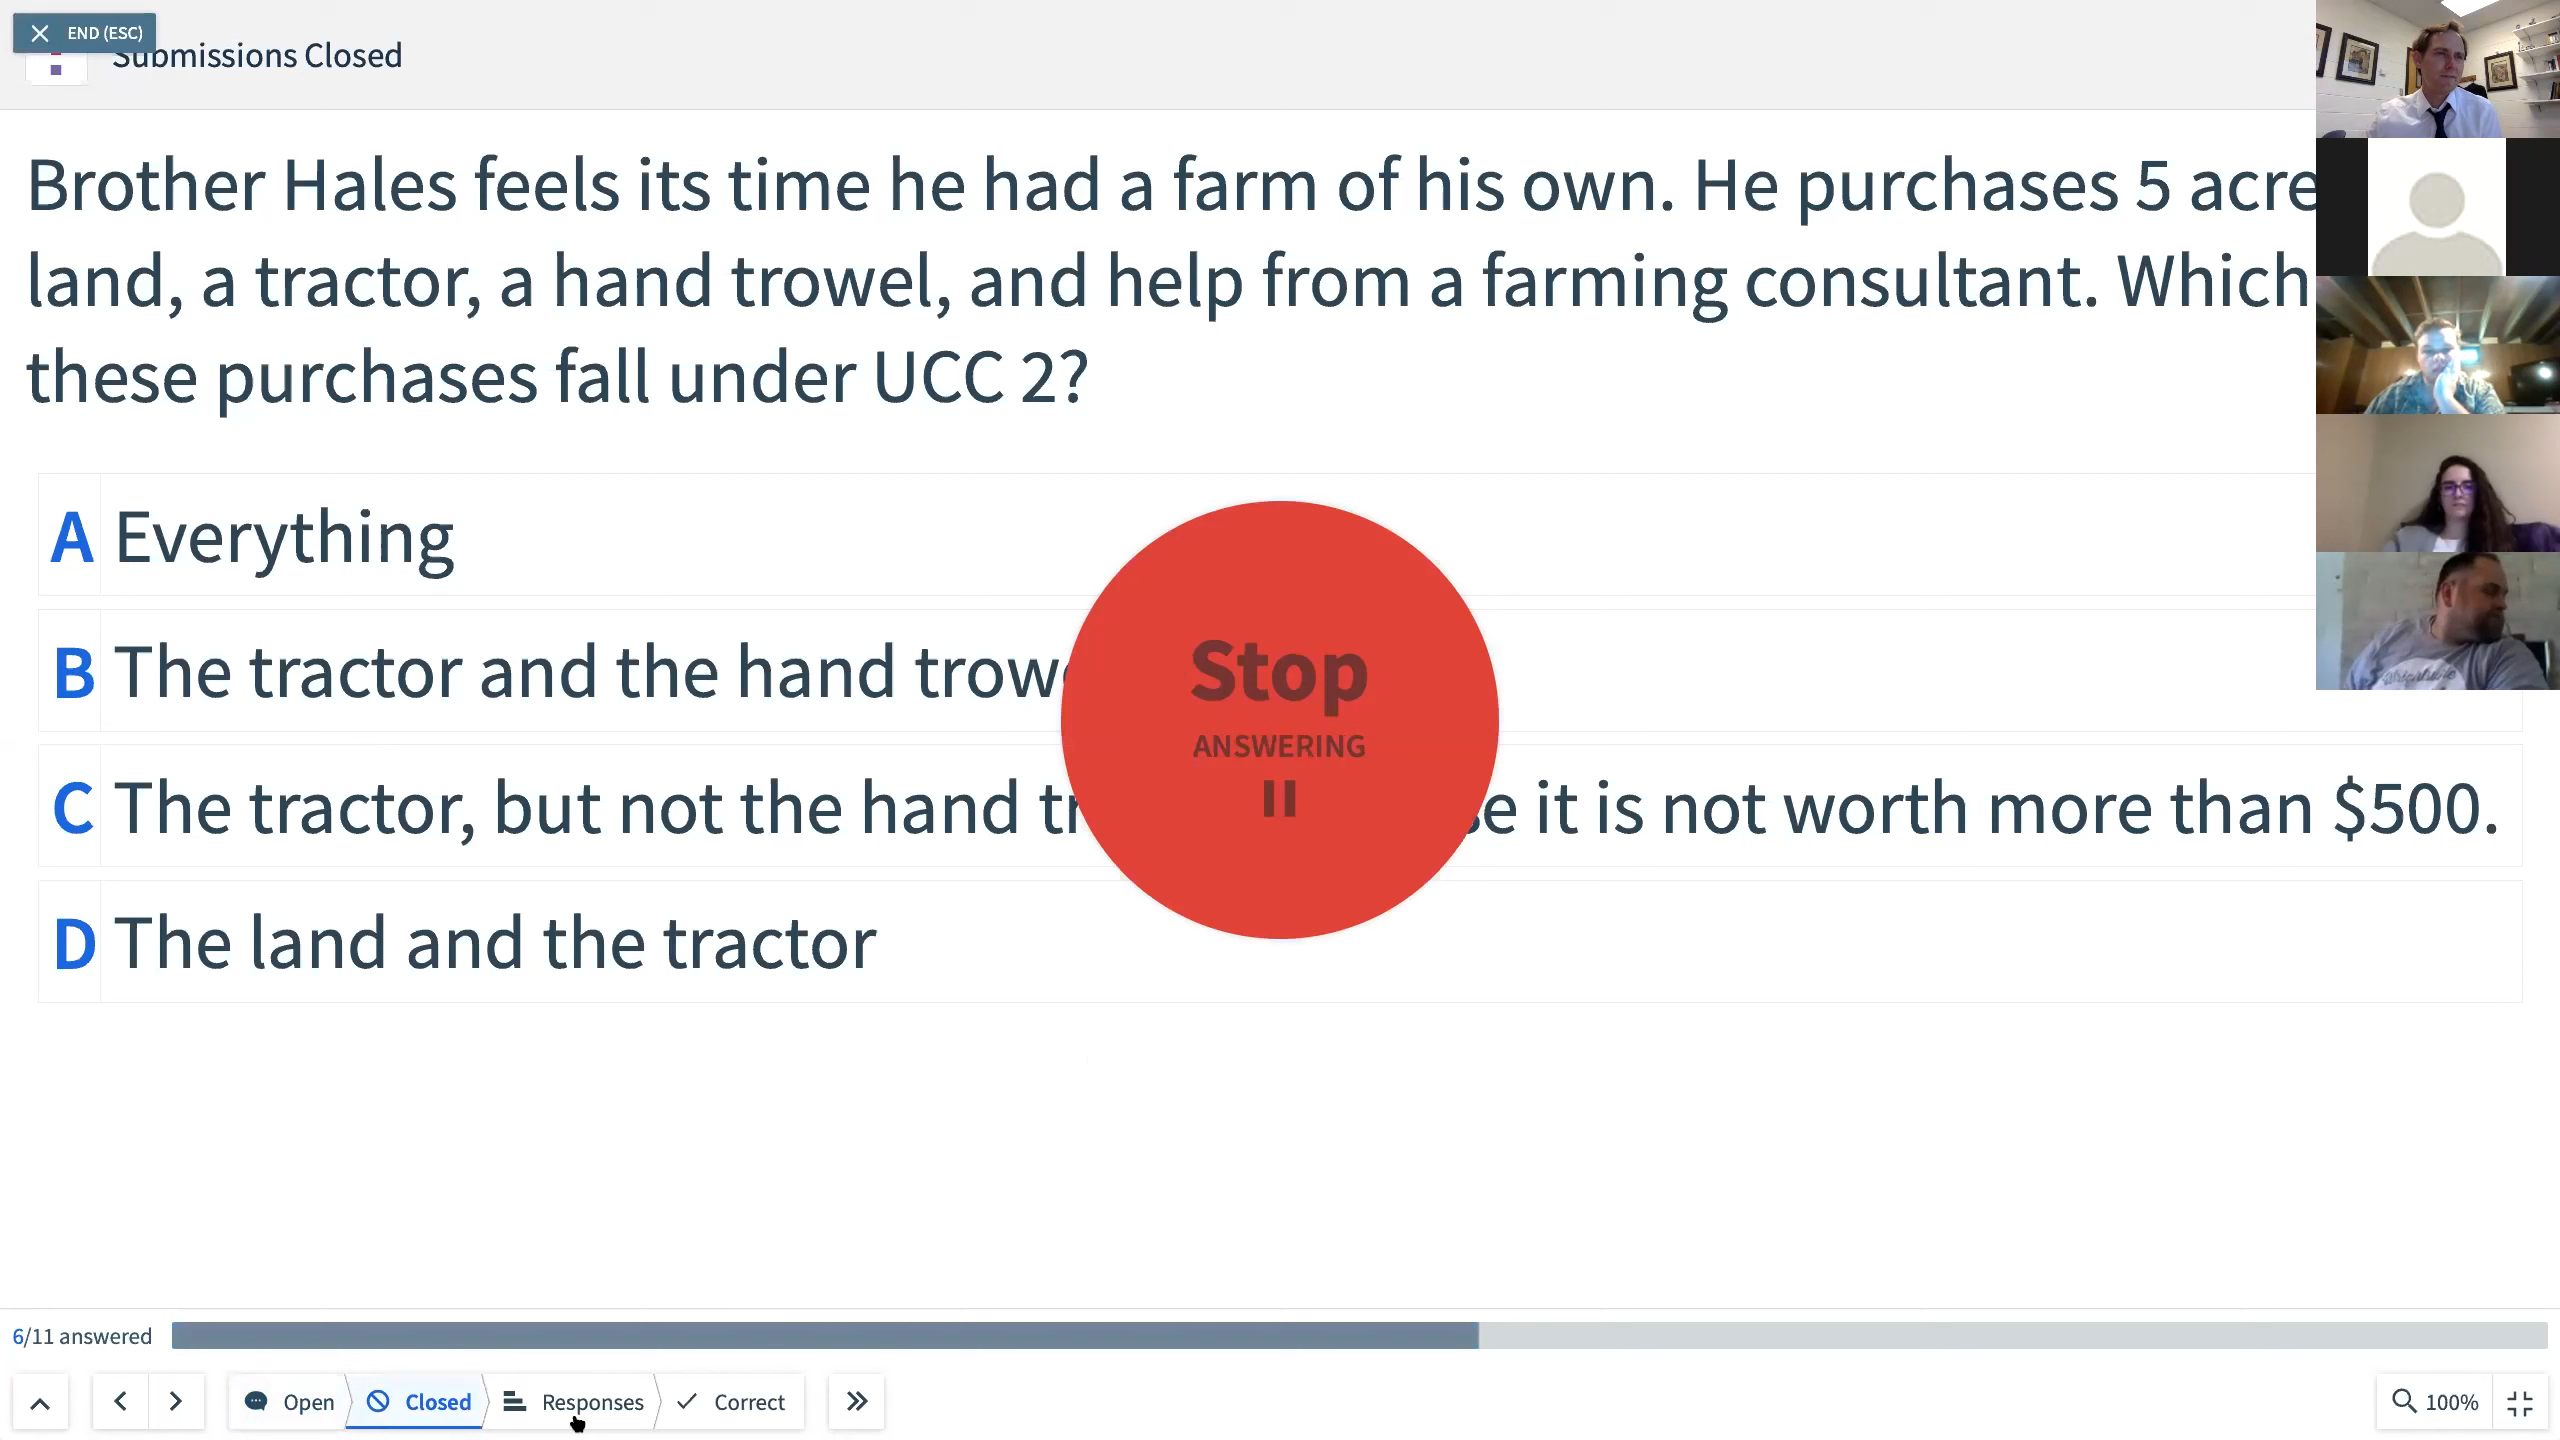 END (ESC)
Submissions Closed
Brother Hales feels its time he had a farm of his own. He purchases 5 acre
land, a tractor, a hand trowel, and help from a farming consultant. Which
these purchases fall under UCC 2?
A Everything
B The tractor and the hand
C The tractor, but not the hand it is not worth more than $500.
D The land and the tractor
Stop
ANSWERING
6/11 answered
Open Closed Responses Correct
100%